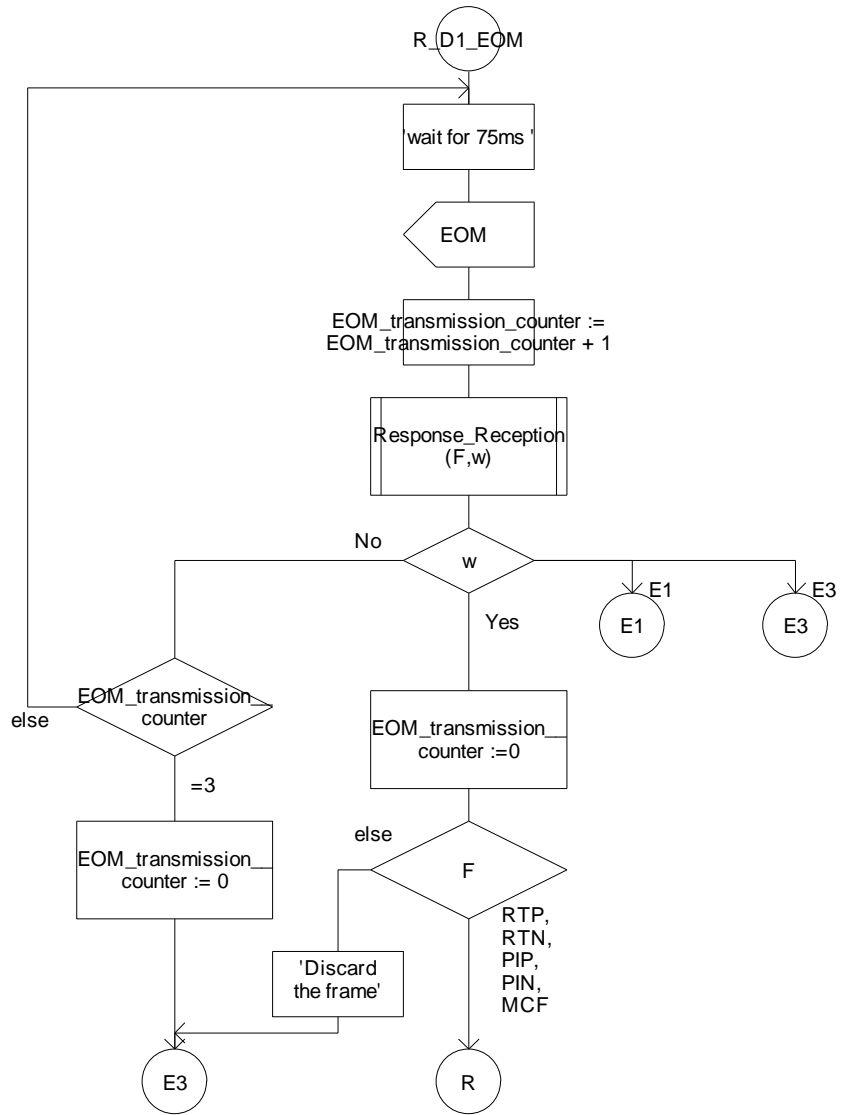 R_D1_EOM
'wait for 75ms '
EOM
EOM_transmission_counter :=
EOM_transmission_counter + 1
Response_Reception
(F,w)
No
w
E1
E3
Yes
E1
E3
EOM_transmission__
counter
else
EOM_transmission__
counter :=0
=3
else
EOM_transmission__
counter := 0
F
RTP,
RTN,
PIP,
PIN,
MCF
'Discard
the frame'
E3
R